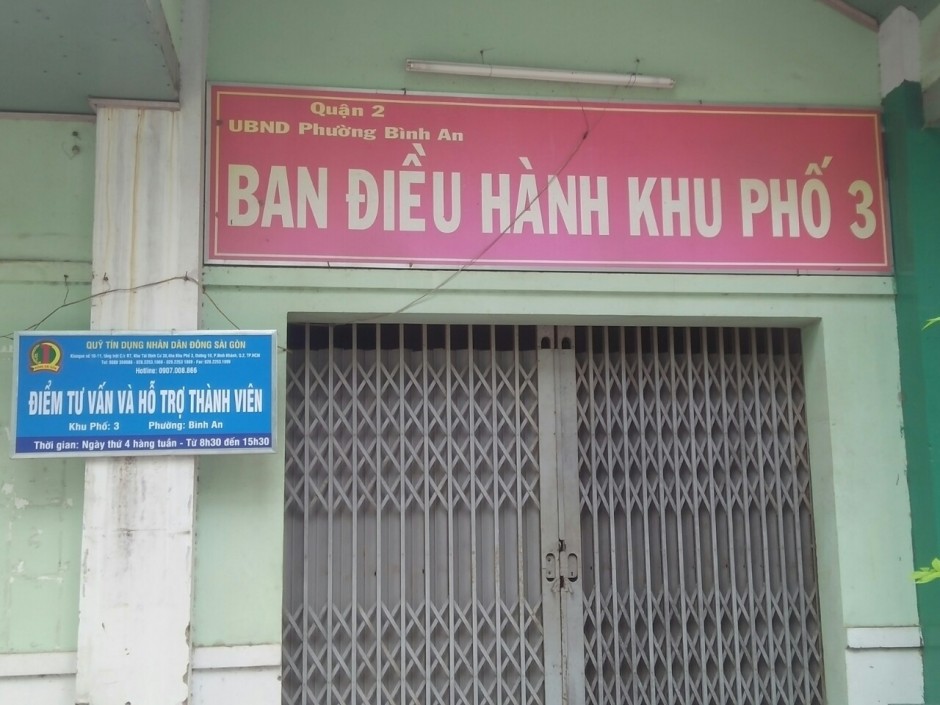 Quận 2
UBND Phường Bình An
BAN ĐIỀU HÀNH KHU PHỐ 3
QUỸ TÍN DỤNG NHÂN DÂN ĐÔNG SÀI GÒN
Hotline: 0907.008.866
ĐIỂM TƯ VẤN VÀ HỖ TRỢ THÀNH VIÊN
Khu Phố: 3 Phường: Bình An
Thời gian: Ngày thứ 4 hàng tuần - Từ 8h30 đến 15h30